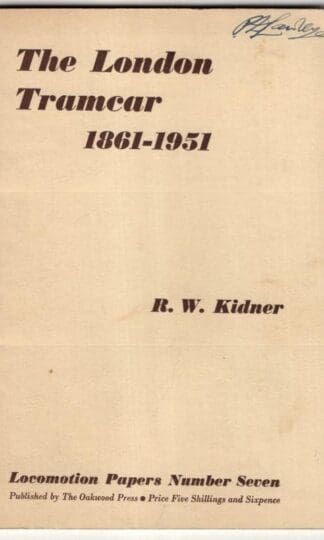 The London
Tramcar
1861-1951
R. W. Kidner
Locomotion Papers Number Seven
Published by The Oakwood Press ● Price Five Shillings and Sixpence